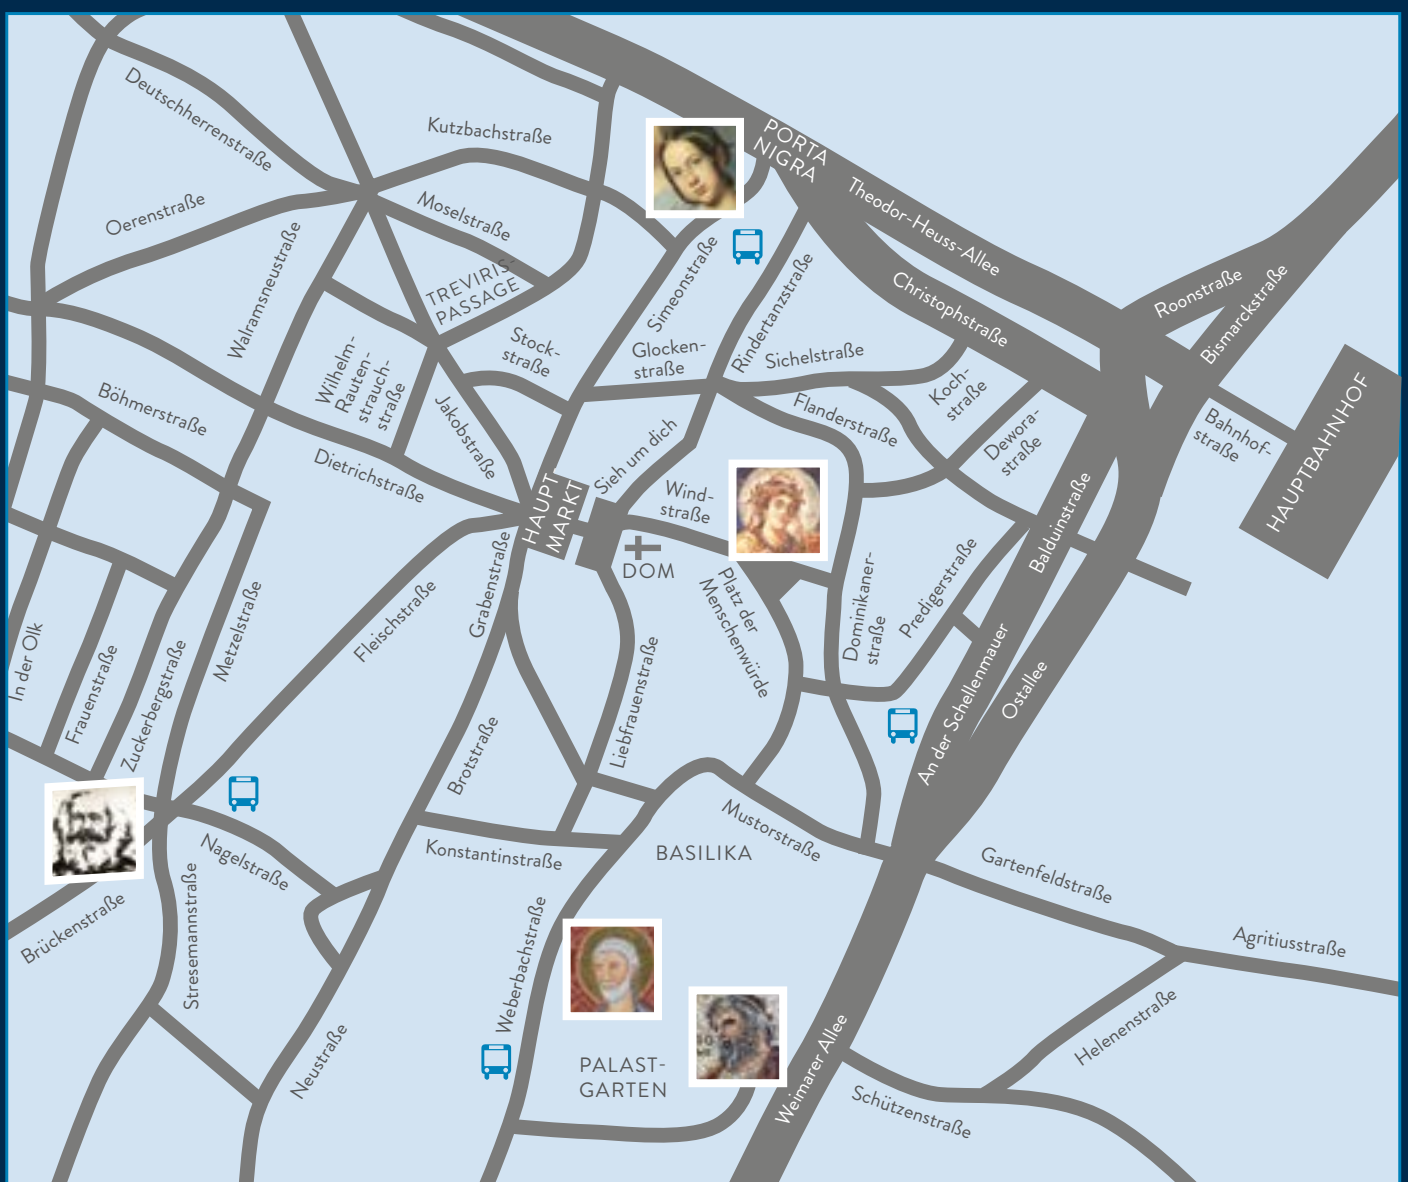 Deutschherrenstraße
Kutzbachstraße
PORTA
NIGRA
Theodor-Heuss-Allee
Oerenstraße
Moselstraße
Walramsneustraße
TREVIRIS-
PASSAGE
Simeonstraße
Rindertanzstraße
Christophstraße
Roonstraße
Bismarckstraße
Stock-
straße
Glocken-
straße
Sichelstraße
Wilhelm-
Rauten-
strauch-
straße
Koch-
straße
Böhmerstraße
Jakobstraße
Flanderstraße
Dewora-
straße
Bahnhof-
straße
HAUPTBAHNHOF
Dietrichstraße
Sieh um dich
HAUPT
MARKT
Wind-
straße
Balduinstraße
DOM
Grabenstraße
Fleischstraße
Platz der
Menschenwürde
Dominikaner-
straße
Predigerstraße
In der Olk
Frauenstraße
Zuckerbergstraße
Metzelstraße
Liebfrauenstraße
An der Schellenmauer
Ostallee
Brotstraße
Nagelstraße
Konstantinstraße
BASILIKA
Mustorstraße
Gartenfeldstraße
Agritiusstraße
Brückenstraße
Stresemannstraße
Weberbachstraße
Neustraße
PALAST-
GARTEN
Weimarer Allee
Helenenstraße
Schützenstraße